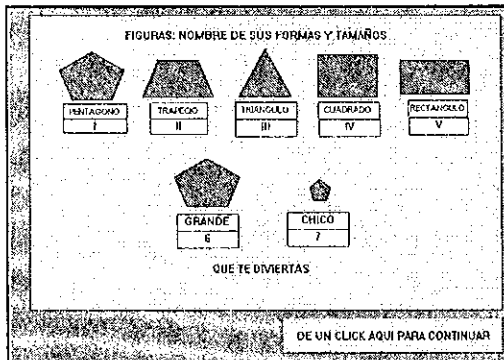 FIGURAS: NOMBRE DE SUS FORMAS Y TAMAÑOS
PENTAGONO TRAPECIO TRIANGULO CUADRADO RECTANGULO
I II III IV V
GRANDE CHICO
6 7
QUE TE DIVIERTAS
DE UN CLICK AQUI PARA CONTINUAR